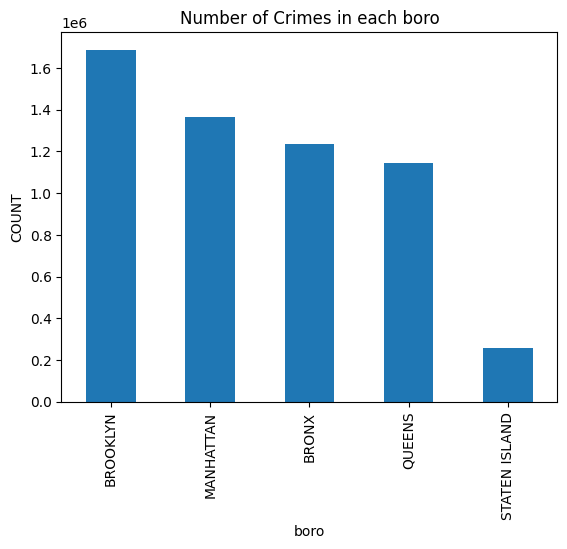 Number of Crimes in each boro
1e6
COUNT
1.6
1.4
1.2
1.0
0.8
0.6
0.4
0.2
0.0
BROOKLYN
MANHATTAN
BRONX
QUEENS
STATEN ISLAND
boro